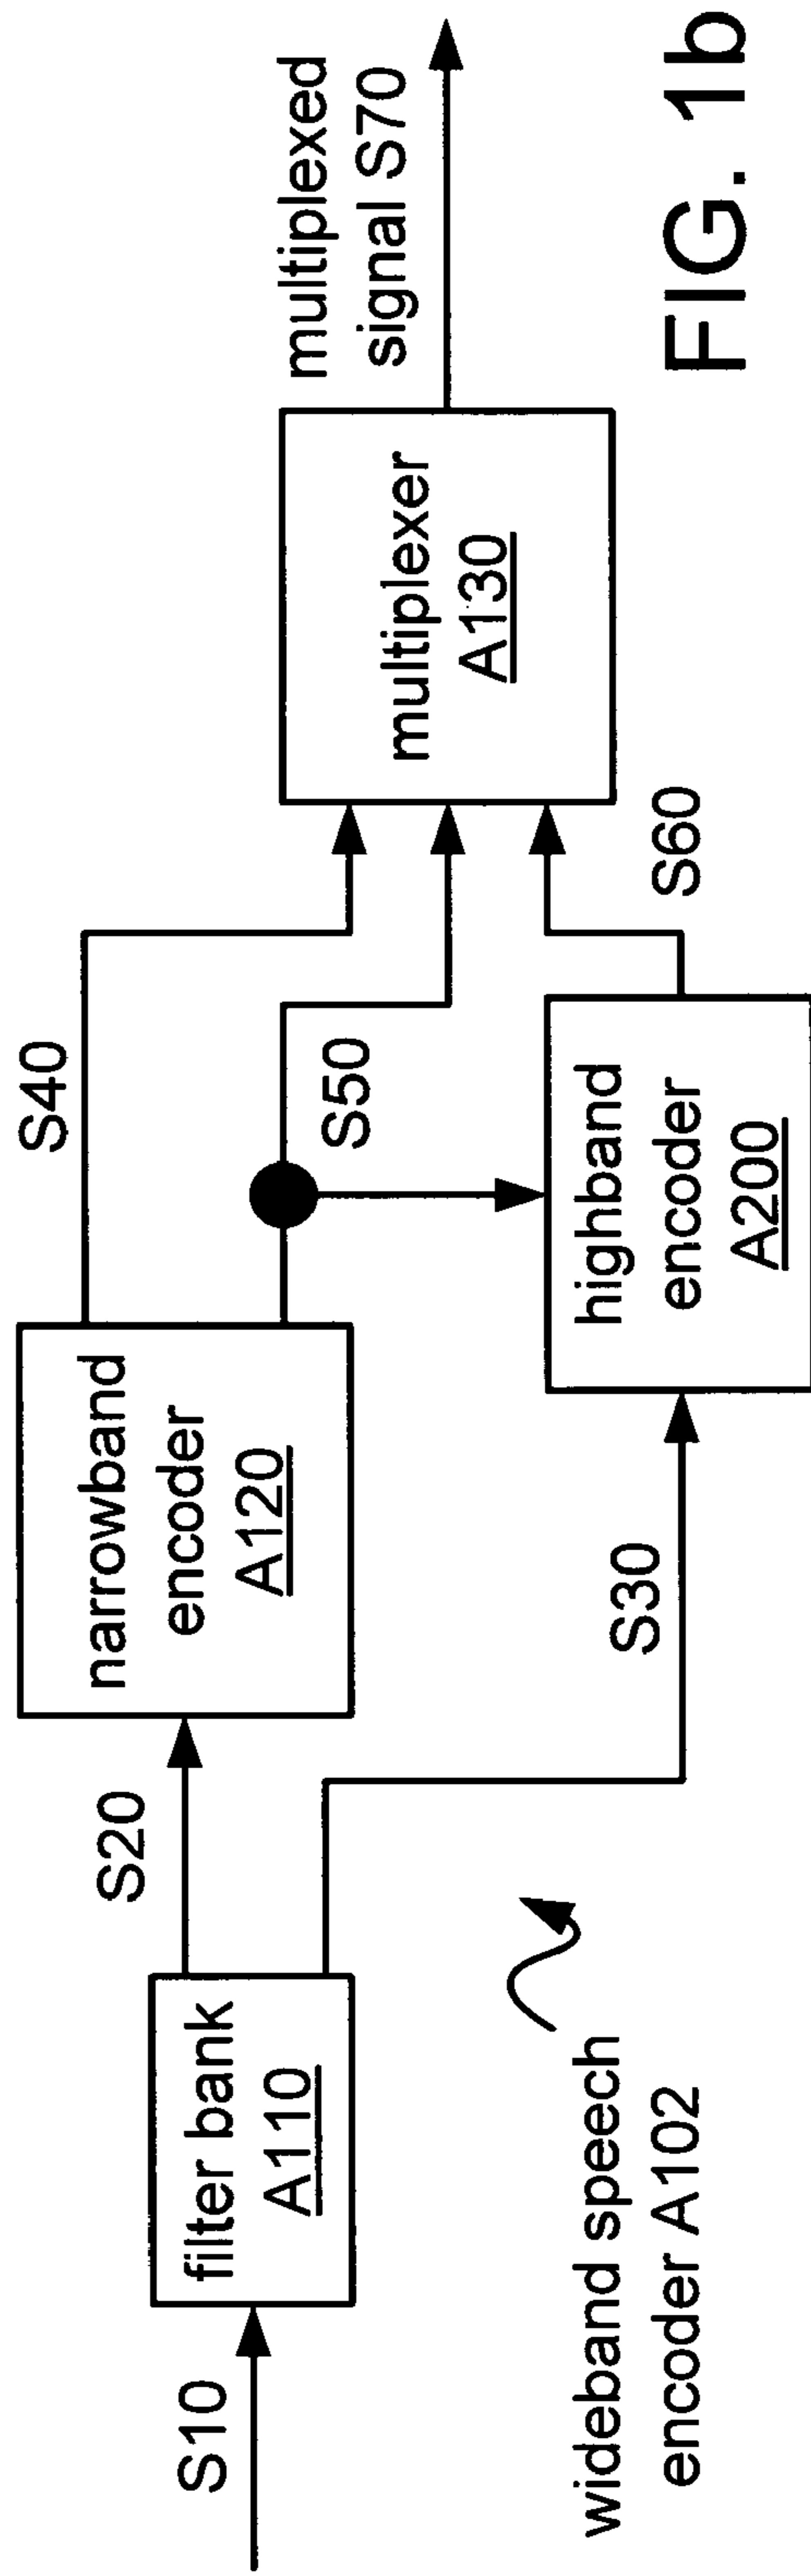 S10
filter bank
A110
S20
S30
narrowband
encoder
A120
S40
S50
highband
encoder
A200
S60
multiplexer
A130
multiplexed
signal S70
wideband speech
encoder A102
FIG. 1b